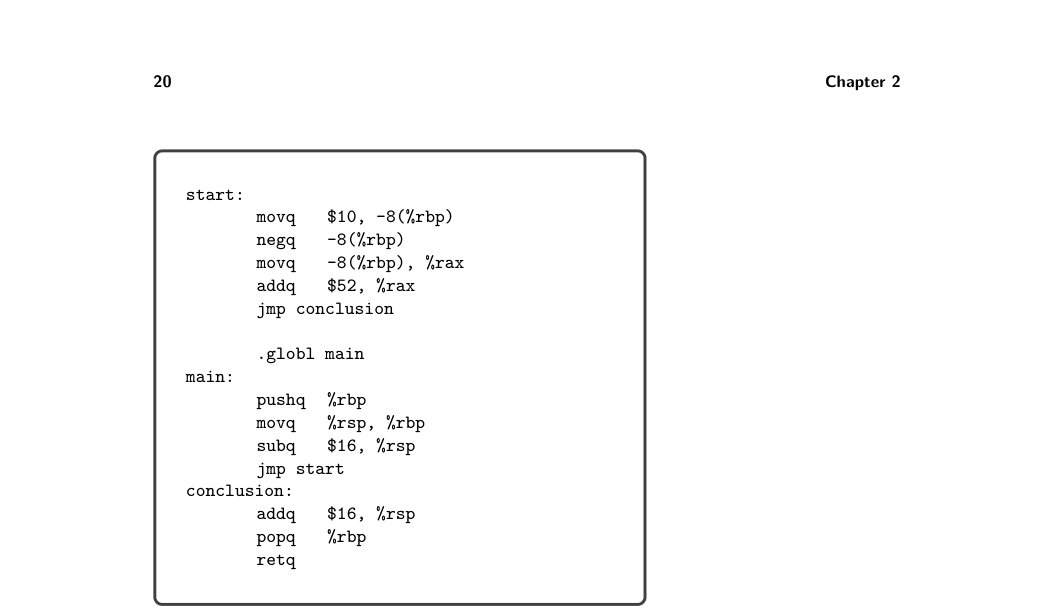 20 Chapter 2
start:
movq $10, -8(%rbp)
negq -8(%rbp)
movq -8(%rbp), %rax
addq $52, %rax
jmp conclusion
.globl main
main:
pushq %rbp
movq %rsp, %rbp
subq $16, %rsp
jmp start
conclusion:
addq $16, %rsp
popq %rbp
retq